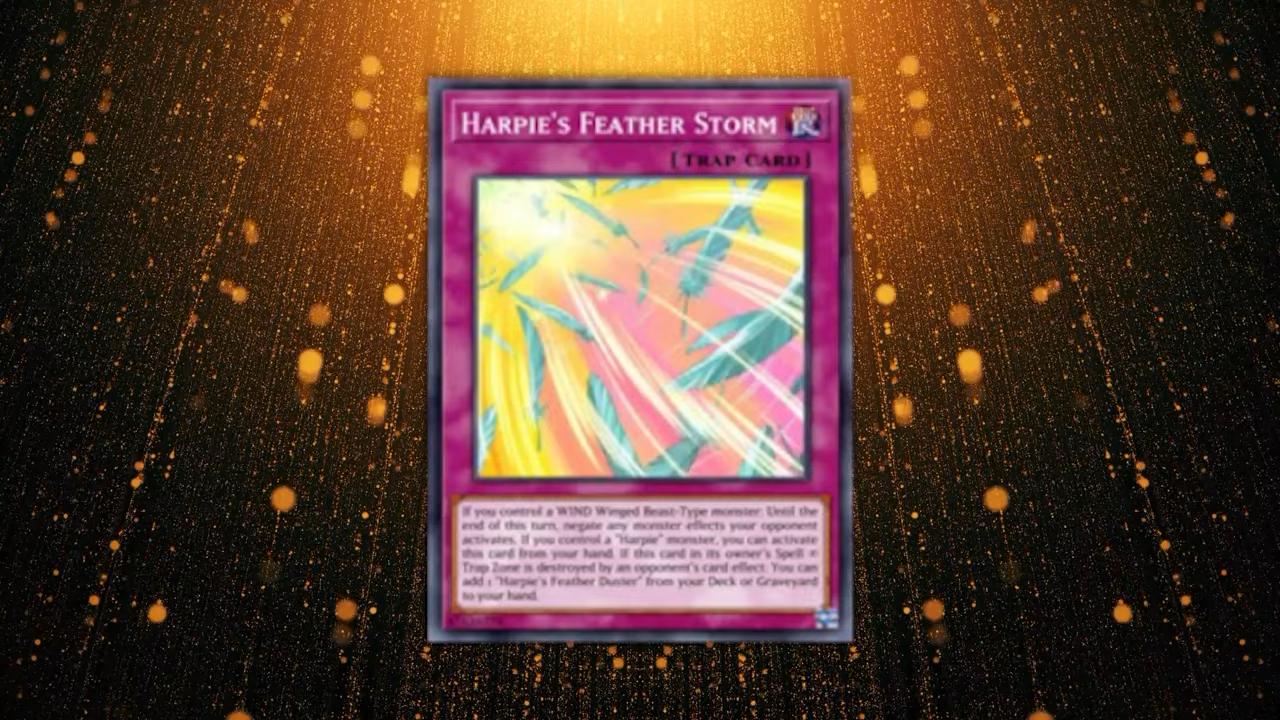 HARPIE'S FEATHER STORM
[TRAP CARD]
If you control a WIND Winged Beast-Type monster: Until the
end of this turn, negate any monster effects your opponent
activates. If you control a "Harpie" monster, you can activate
this card from your hand. If this card in its owner's Spell &
Trap Zone is destroyed by an opponent's card effect: You can
add 1 "Harpie's Feather Duster" from your Deck or Graveyard
to your hand.